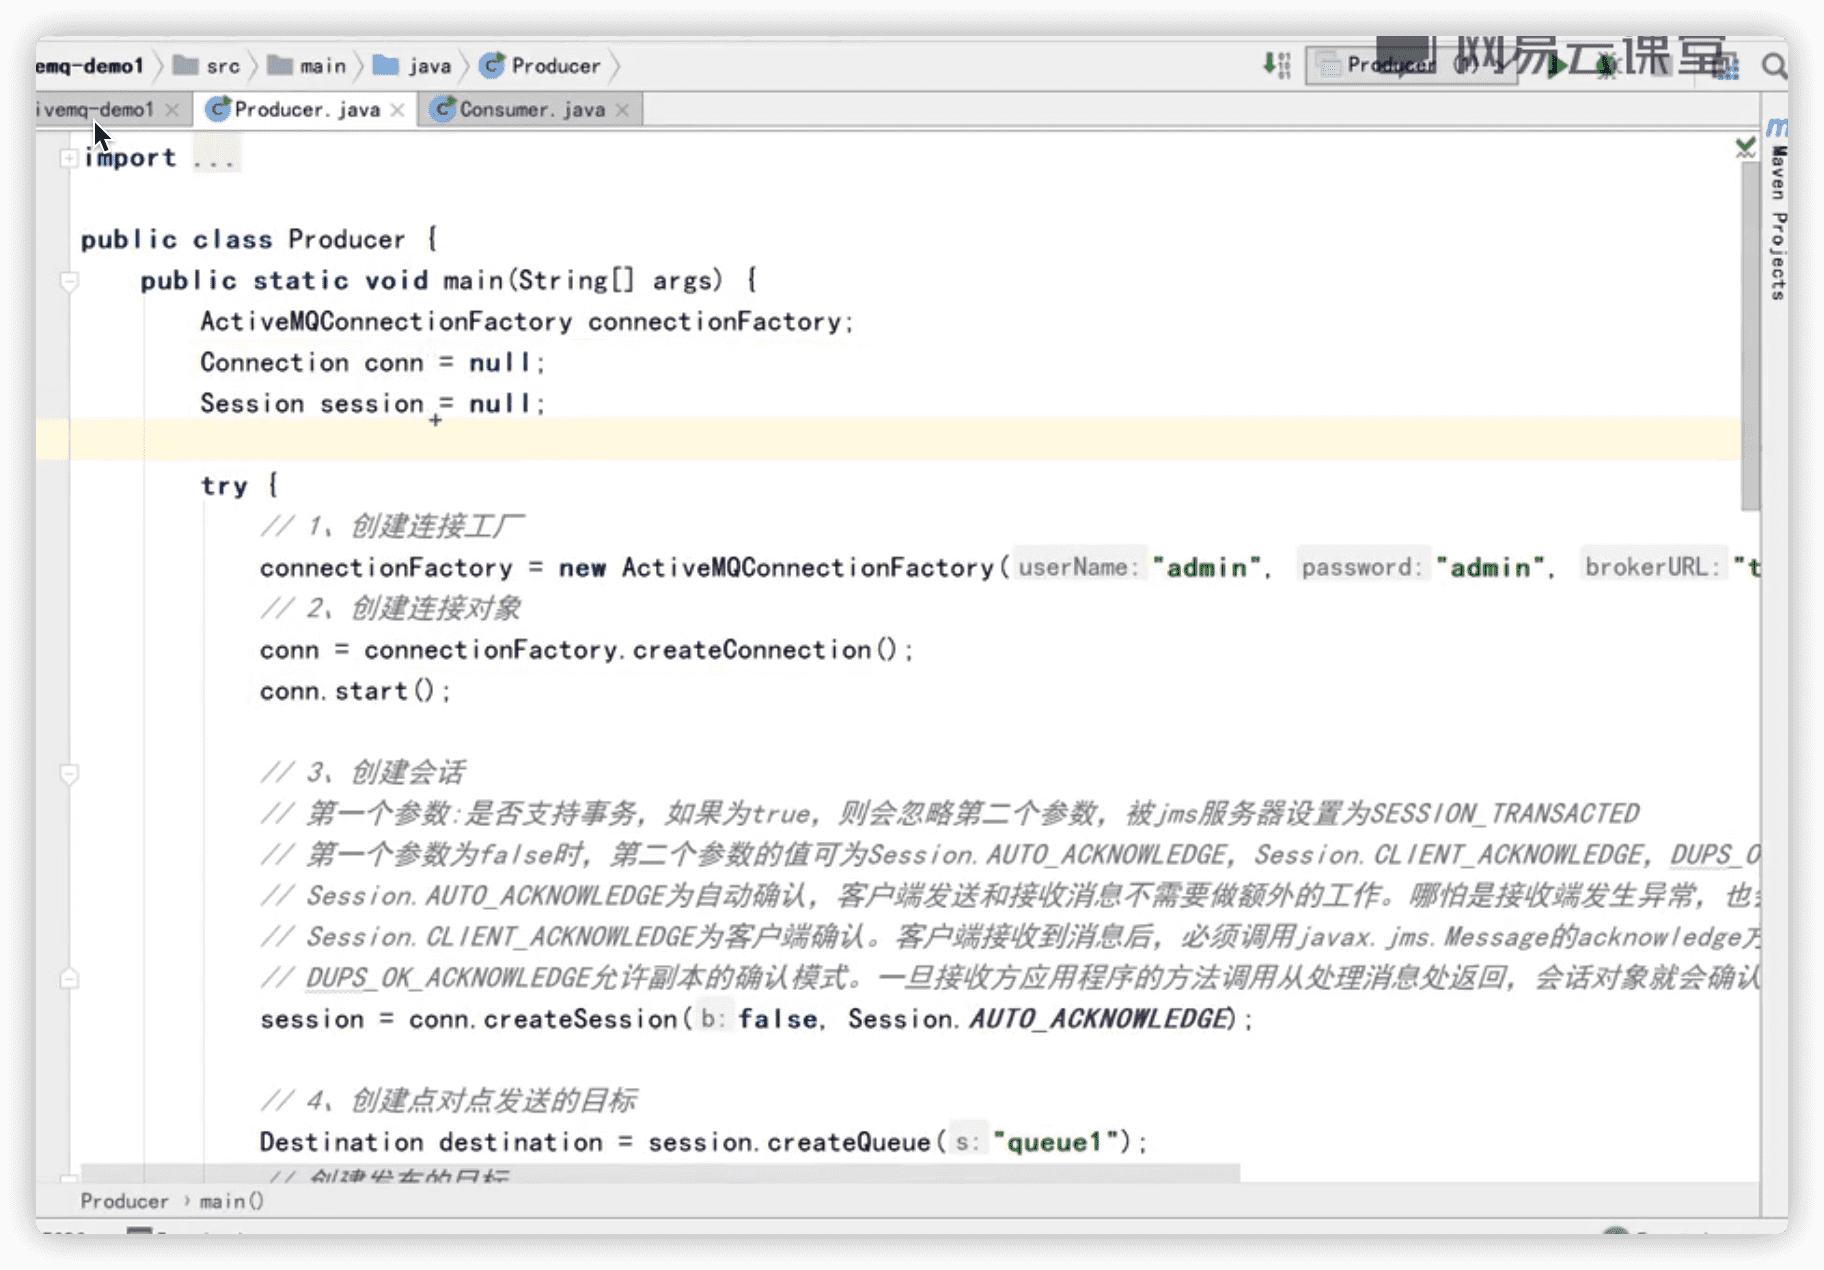 emq-demo1 src main java Producer Producer (1) 网易云课堂
ivemq-demo1 Producer.java Consumer.java
import ...
public class Producer {
public static void main(String[] args) {
ActiveMQConnectionFactory connectionFactory;
Connection conn = null;
Session session = null;
try {
// 1、创建连接工厂
connectionFactory = new ActiveMQConnectionFactory( userName: "admin", password: "admin", brokerURL: "t
// 2、创建连接对象
conn = connectionFactory.createConnection();
conn.start();
// 3、创建会话
// 第一个参数:是否支持事务，如果为true，则会忽略第二个参数，被jms服务器设置为SESSION_TRANSACTED
// 第一个参数为false时，第二个参数的值可为Session.AUTO_ACKNOWLEDGE，Session.CLIENT_ACKNOWLEDGE，DUPS_O
// Session.AUTO_ACKNOWLEDGE为自动确认，客户端发送和接收消息不需要做额外的工作。哪怕是接收端发生异常，也会
// Session.CLIENT_ACKNOWLEDGE为客户端确认。客户端接收到消息后，必须调用javax.jms.Message的acknowledge方
// DUPS_OK_ACKNOWLEDGE允许副本的确认模式。一旦接收方应用程序的方法调用从处理消息处返回，会话对象就会确认
session = conn.createSession( b: false, Session.AUTO_ACKNOWLEDGE);
// 4、创建点对点发送的目标
Destination destination = session.createQueue( s: "queue1");
// 创建发布的目标
Producer › main()
Maven Projects